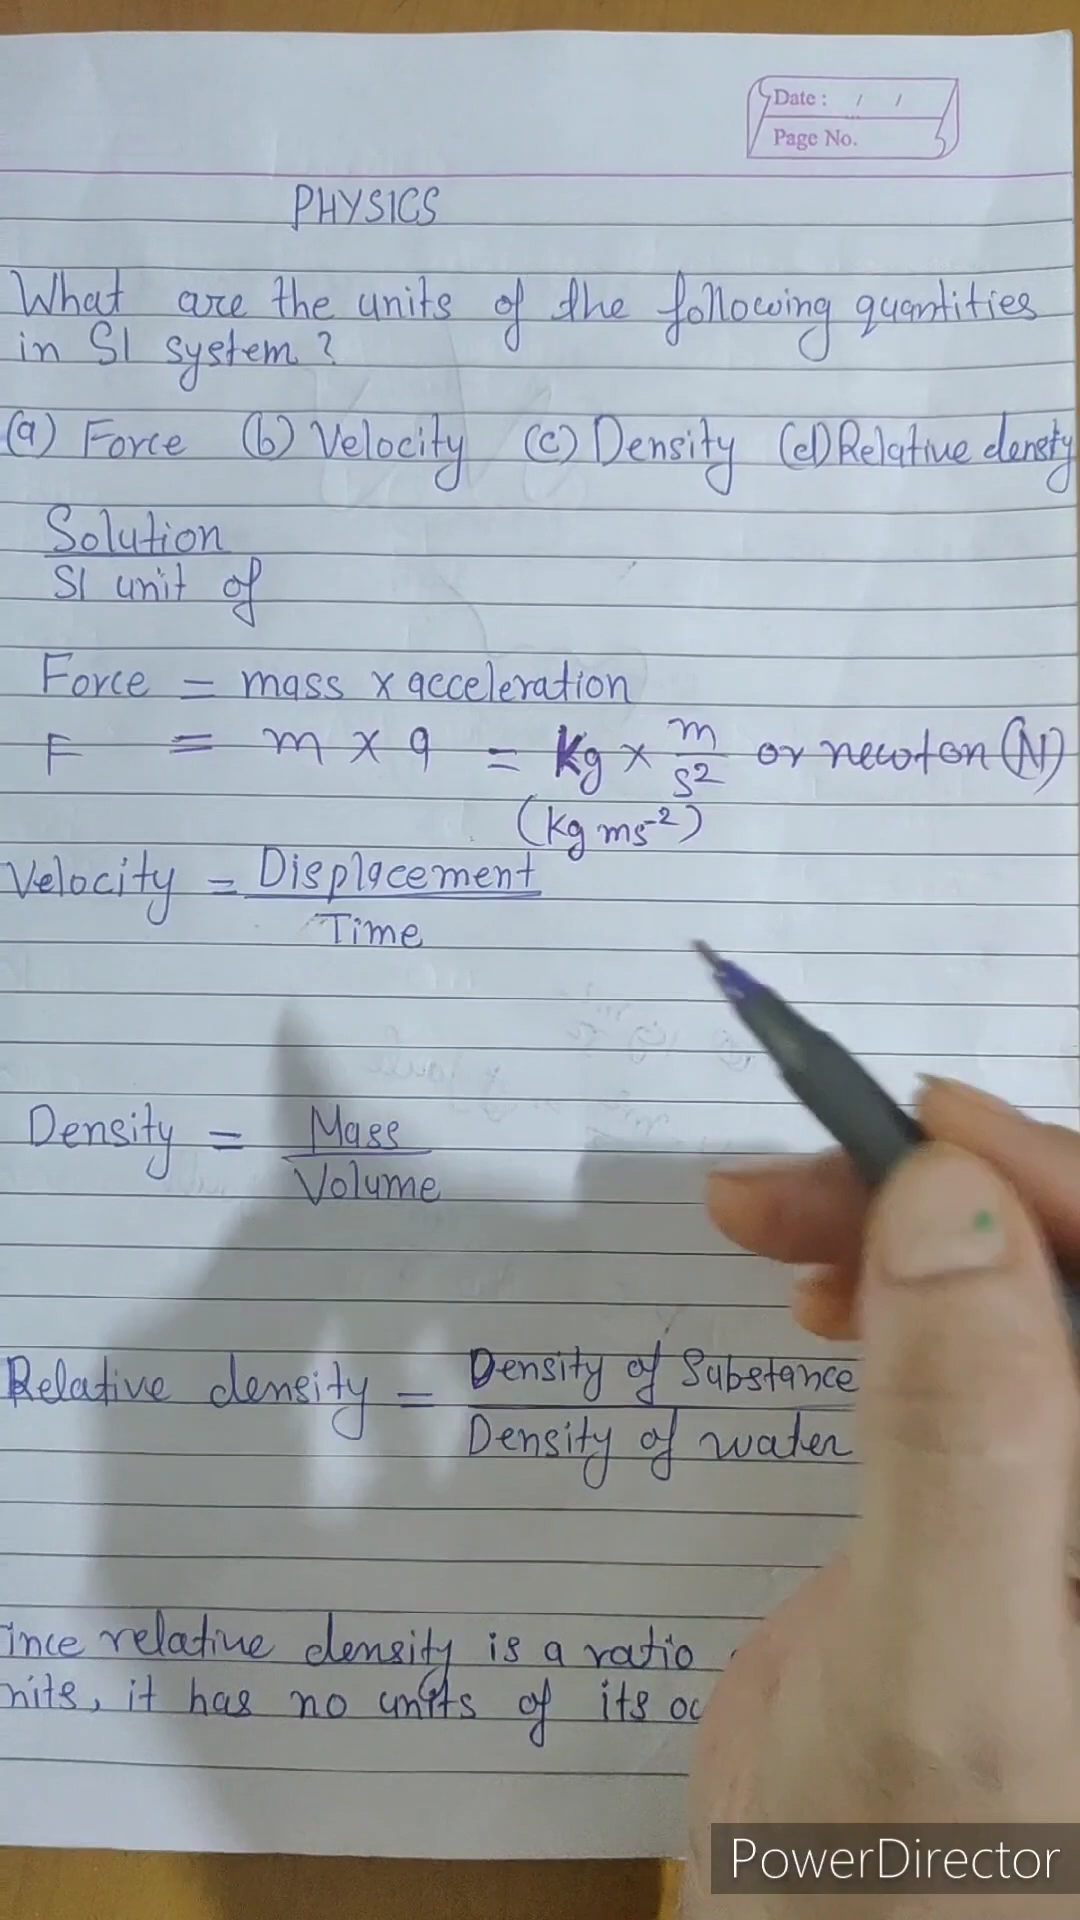 Date : / /
Page No.
PHYSICS
What are the units of the following quantities
in SI system ?
(a) Force (b) Velocity (c) Density (d) Relative density
Solution
SI unit of
Force = mass x acceleration
F = m x a = kg x m/s² or newton (N)
(kg ms⁻²)
Velocity = Displacement
Time
Density = Mass
Volume
Relative density = Density of Substance
Density of water
ince relative density is a ratio
nits, it has no units of its
PowerDirector